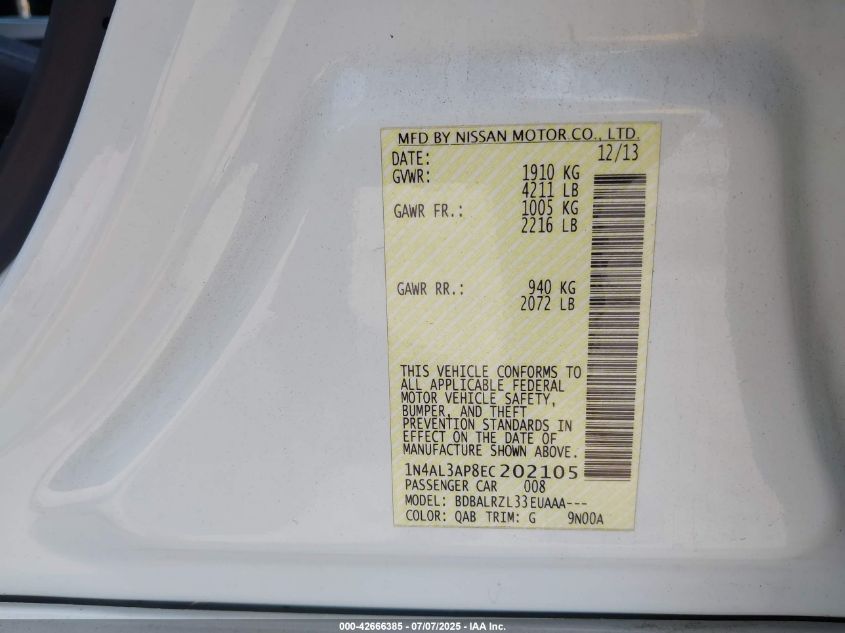 MFD BY NISSAN MOTOR CO., LTD.
DATE: 12/13
GVWR: 1910 KG
4211 LB
GAWR FR.: 1005 KG
2216 LB
GAWR RR.: 940 KG
2072 LB
THIS VEHICLE CONFORMS TO
ALL APPLICABLE FEDERAL
MOTOR VEHICLE SAFETY,
BUMPER, AND THEFT
PREVENTION STANDARDS IN
EFFECT ON THE DATE OF
MANUFACTURE SHOWN ABOVE.
1N4AL3AP8EC202105
PASSENGER CAR 008
MODEL: BDBALRZL33EUAAA---
COLOR: QAB TRIM: G 9N00A
000-42666385 - 07/07/2025 - IAA Inc.